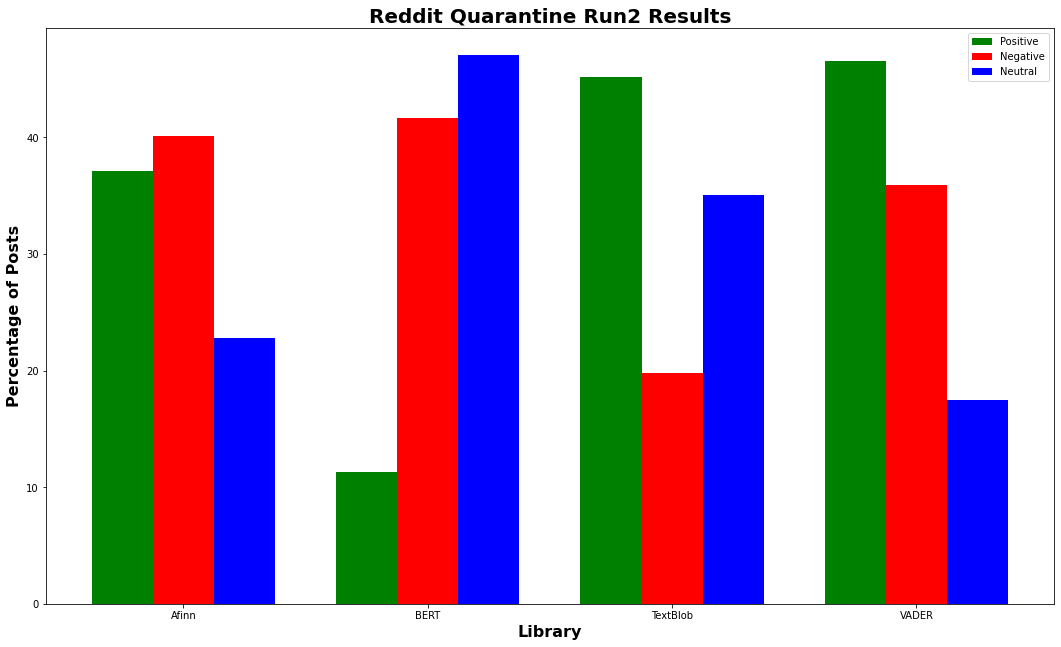 Reddit Quarantine Run2 Results
Positive
Negative
Neutral
Percentage of Posts
40
30
20
10
0
Afinn BERT TextBlob VADER
Library